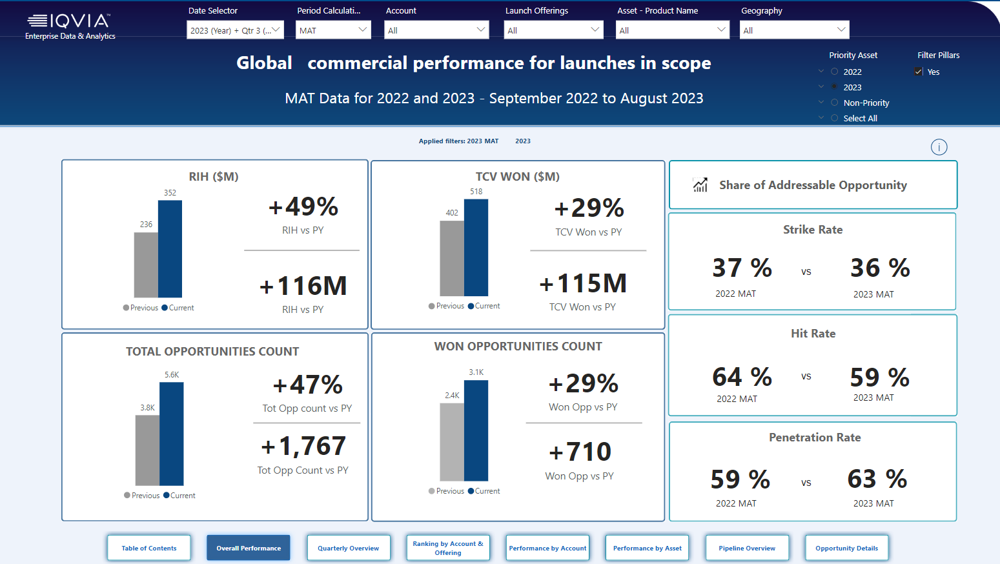 IQVIA™
Enterprise Data & Analytics
Date Selector
2023 (Year) + Qtr 3 (...
Period Calculati...
MAT
Account
All
Launch Offerings
All
Asset - Product Name
All
Geography
All
Global commercial performance for launches in scope
MAT Data for 2022 and 2023 - September 2022 to August 2023
Priority Asset
2022
2023
Non-Priority
Select All
Filter Pillars
Yes
Applied filters: 2023 MAT 2023
i
RIH ($M)
352
236
Previous Current
+49%
RIH vs PY
+116M
RIH vs PY
TCV WON ($M)
518
402
Previous Current
+29%
TCV Won vs PY
+115M
TCV Won vs PY
Share of Addressable Opportunity
Strike Rate
37 % vs 36 %
2022 MAT 2023 MAT
Hit Rate
64 % vs 59 %
2022 MAT 2023 MAT
Penetration Rate
59 % vs 63 %
2022 MAT 2023 MAT
TOTAL OPPORTUNITIES COUNT
5.6K
3.8K
Previous Current
+47%
Tot Opp count vs PY
+1,767
Tot Opp Count vs PY
WON OPPORTUNITIES COUNT
3.1K
2.4K
Previous Current
+29%
Won Opp vs PY
+710
Won Opp vs PY
Table of Contents
Overall Performance
Quarterly Overview
Ranking by Account &
Offering
Performance by Account
Performance by Asset
Pipeline Overview
Opportunity Details